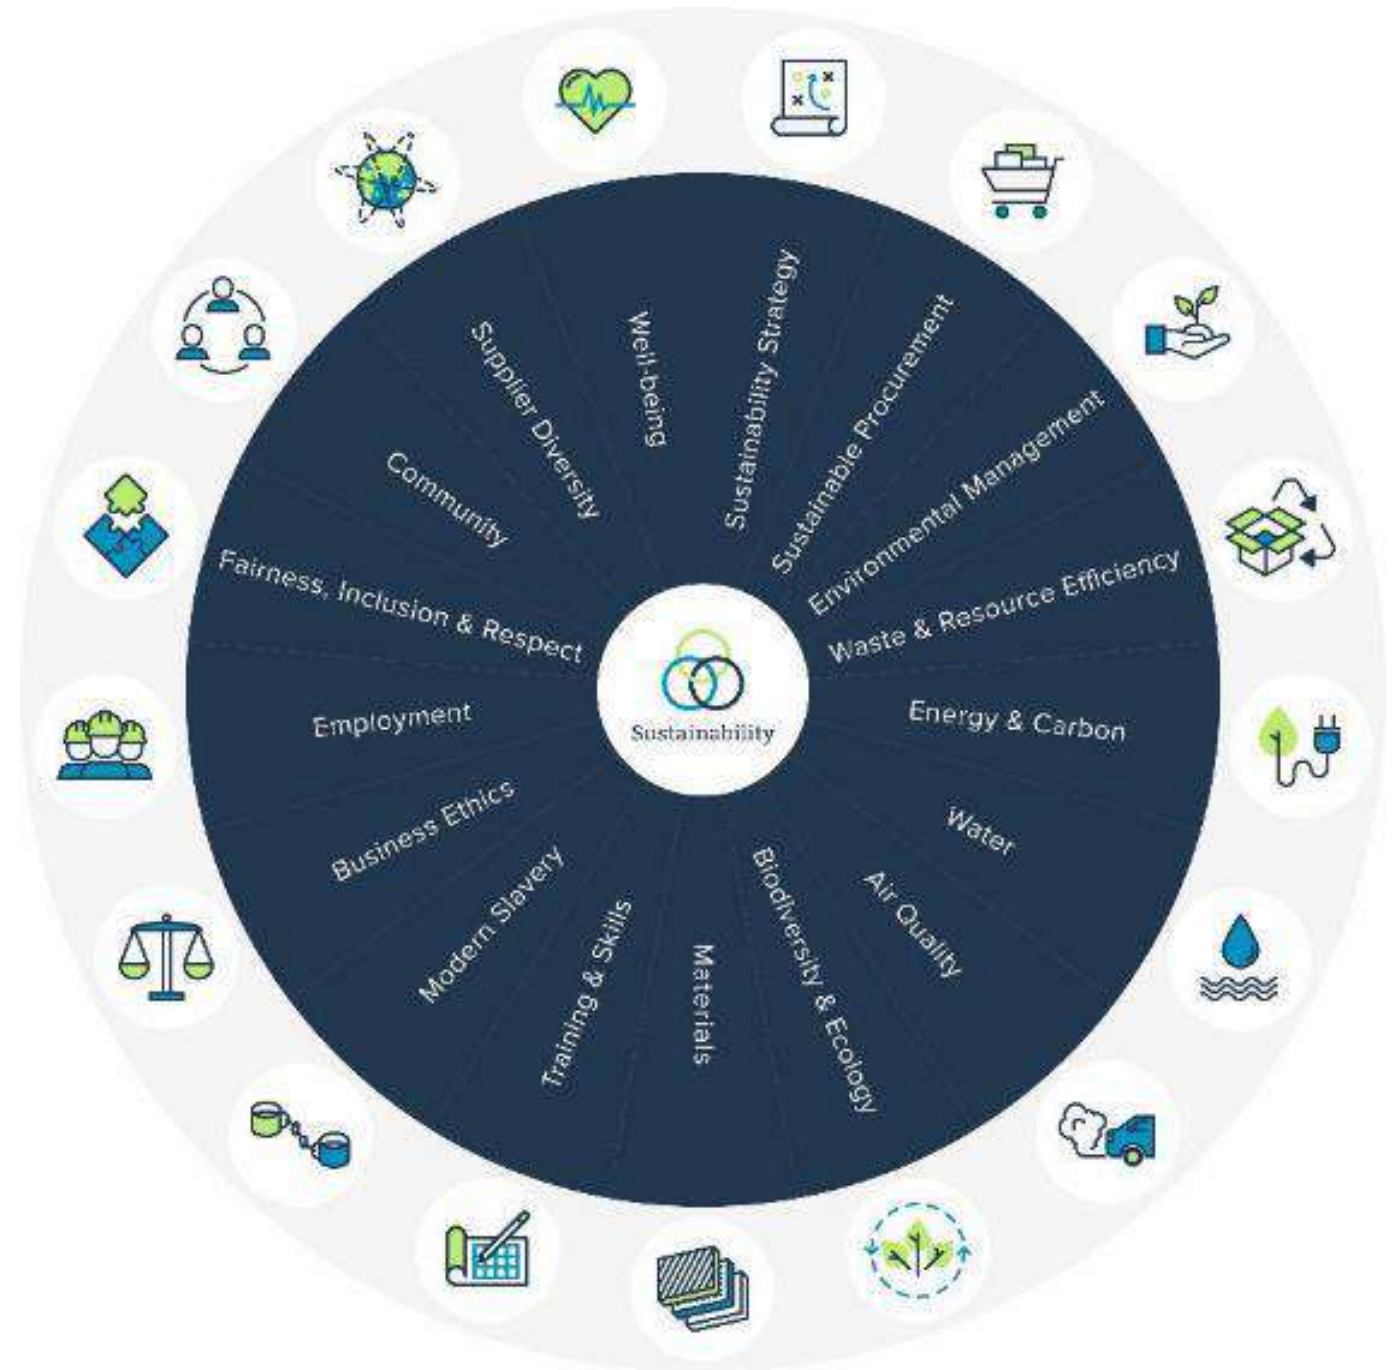 Sustainability Strategy
Sustainable Procurement
Environmental Management
Waste & Resource Efficiency
Energy & Carbon
Water
Air Quality
Biodiversity & Ecology
Materials
Training & Skills
Modern Slavery
Business Ethics
Employment
Fairness, Inclusion & Respect
Community
Supplier Diversity
Well-being
Sustainability